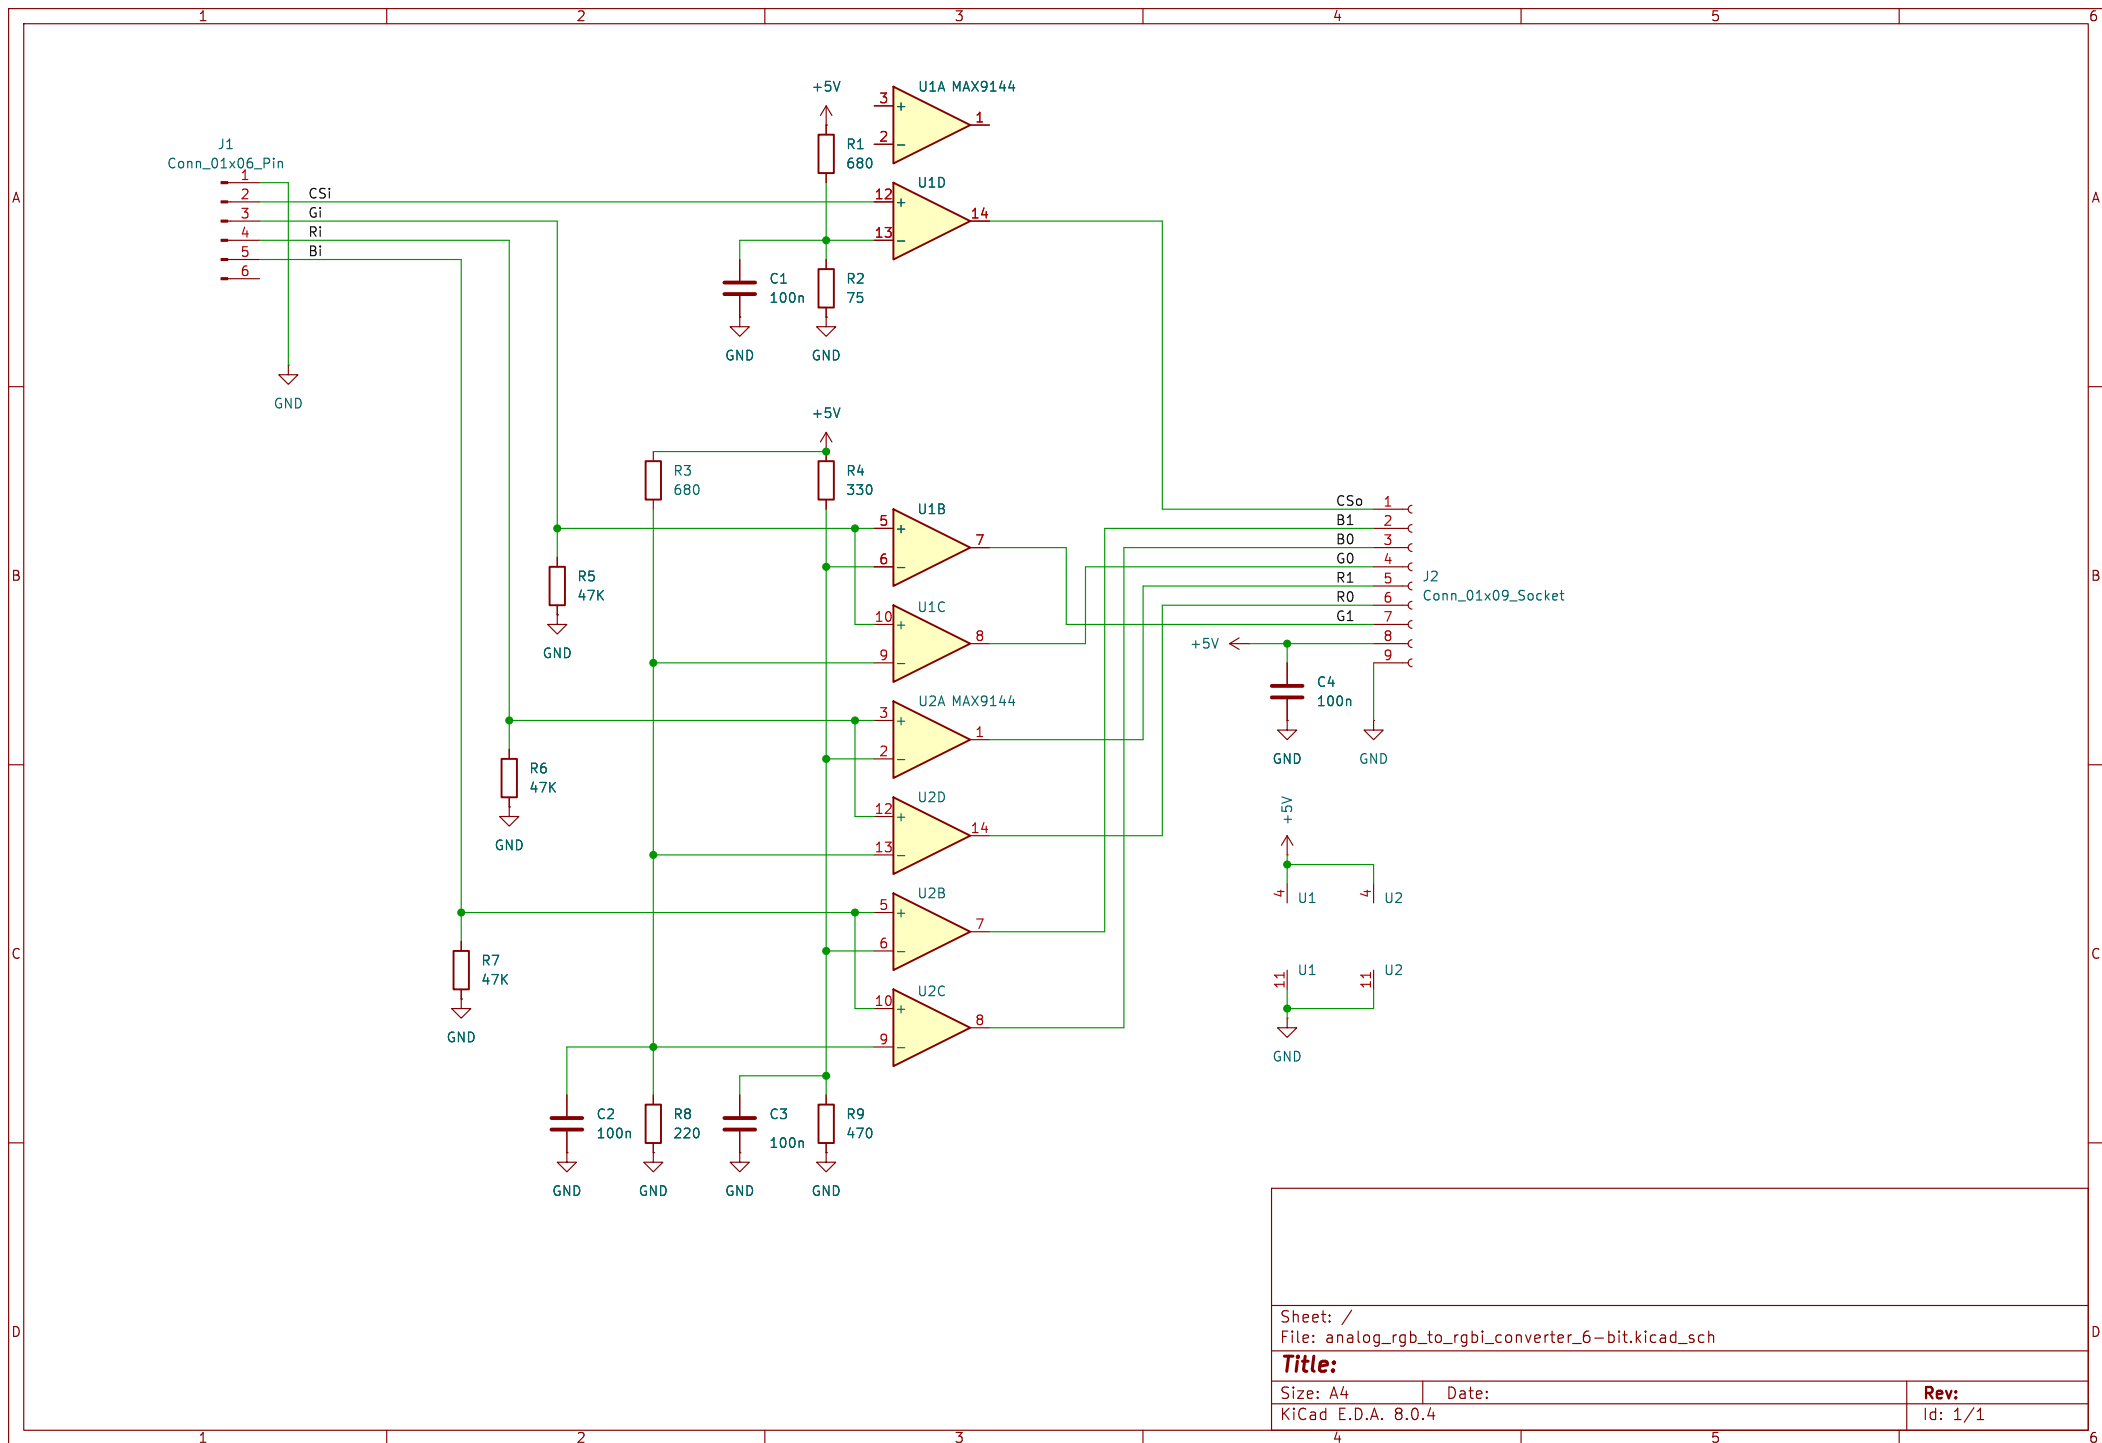 1 2 3 4 5 6
A A
B B
C C
D D
+5V
U1A MAX9144
3
+
1
2
−
R1
680
J1
Conn_01x06_Pin
1
2
3
4
5
6
CSi
Gi
Ri
Bi
U1D
12
+
14
13
−
C1
100n
R2
75
GND
GND
GND
+5V
R3
680
R4
330
U1B
5
+
7
6
−
R5
47K
GND
U1C
10
+
8
9
−
U2A MAX9144
3
+
1
2
−
R6
47K
GND
U2D
12
+
14
13
−
U2B
5
+
7
6
−
R7
47K
GND
U2C
10
+
8
9
−
C2
100n
R8
220
C3
100n
R9
470
GND
GND
GND
GND
CSo 1
B1 2
B0 3
G0 4
R1 5
R0 6
G1 7
8
9
J2
Conn_01x09_Socket
+5V
C4
100n
GND
GND
+5V
4
U1
4
U2
11
U1
11
U2
GND
Sheet: /
File: analog_rgb_to_rgbi_converter_6−bit.kicad_sch
Title:
Size: A4 Date: Rev:
KiCad E.D.A. 8.0.4 Id: 1/1
1 2 3 4 5 6